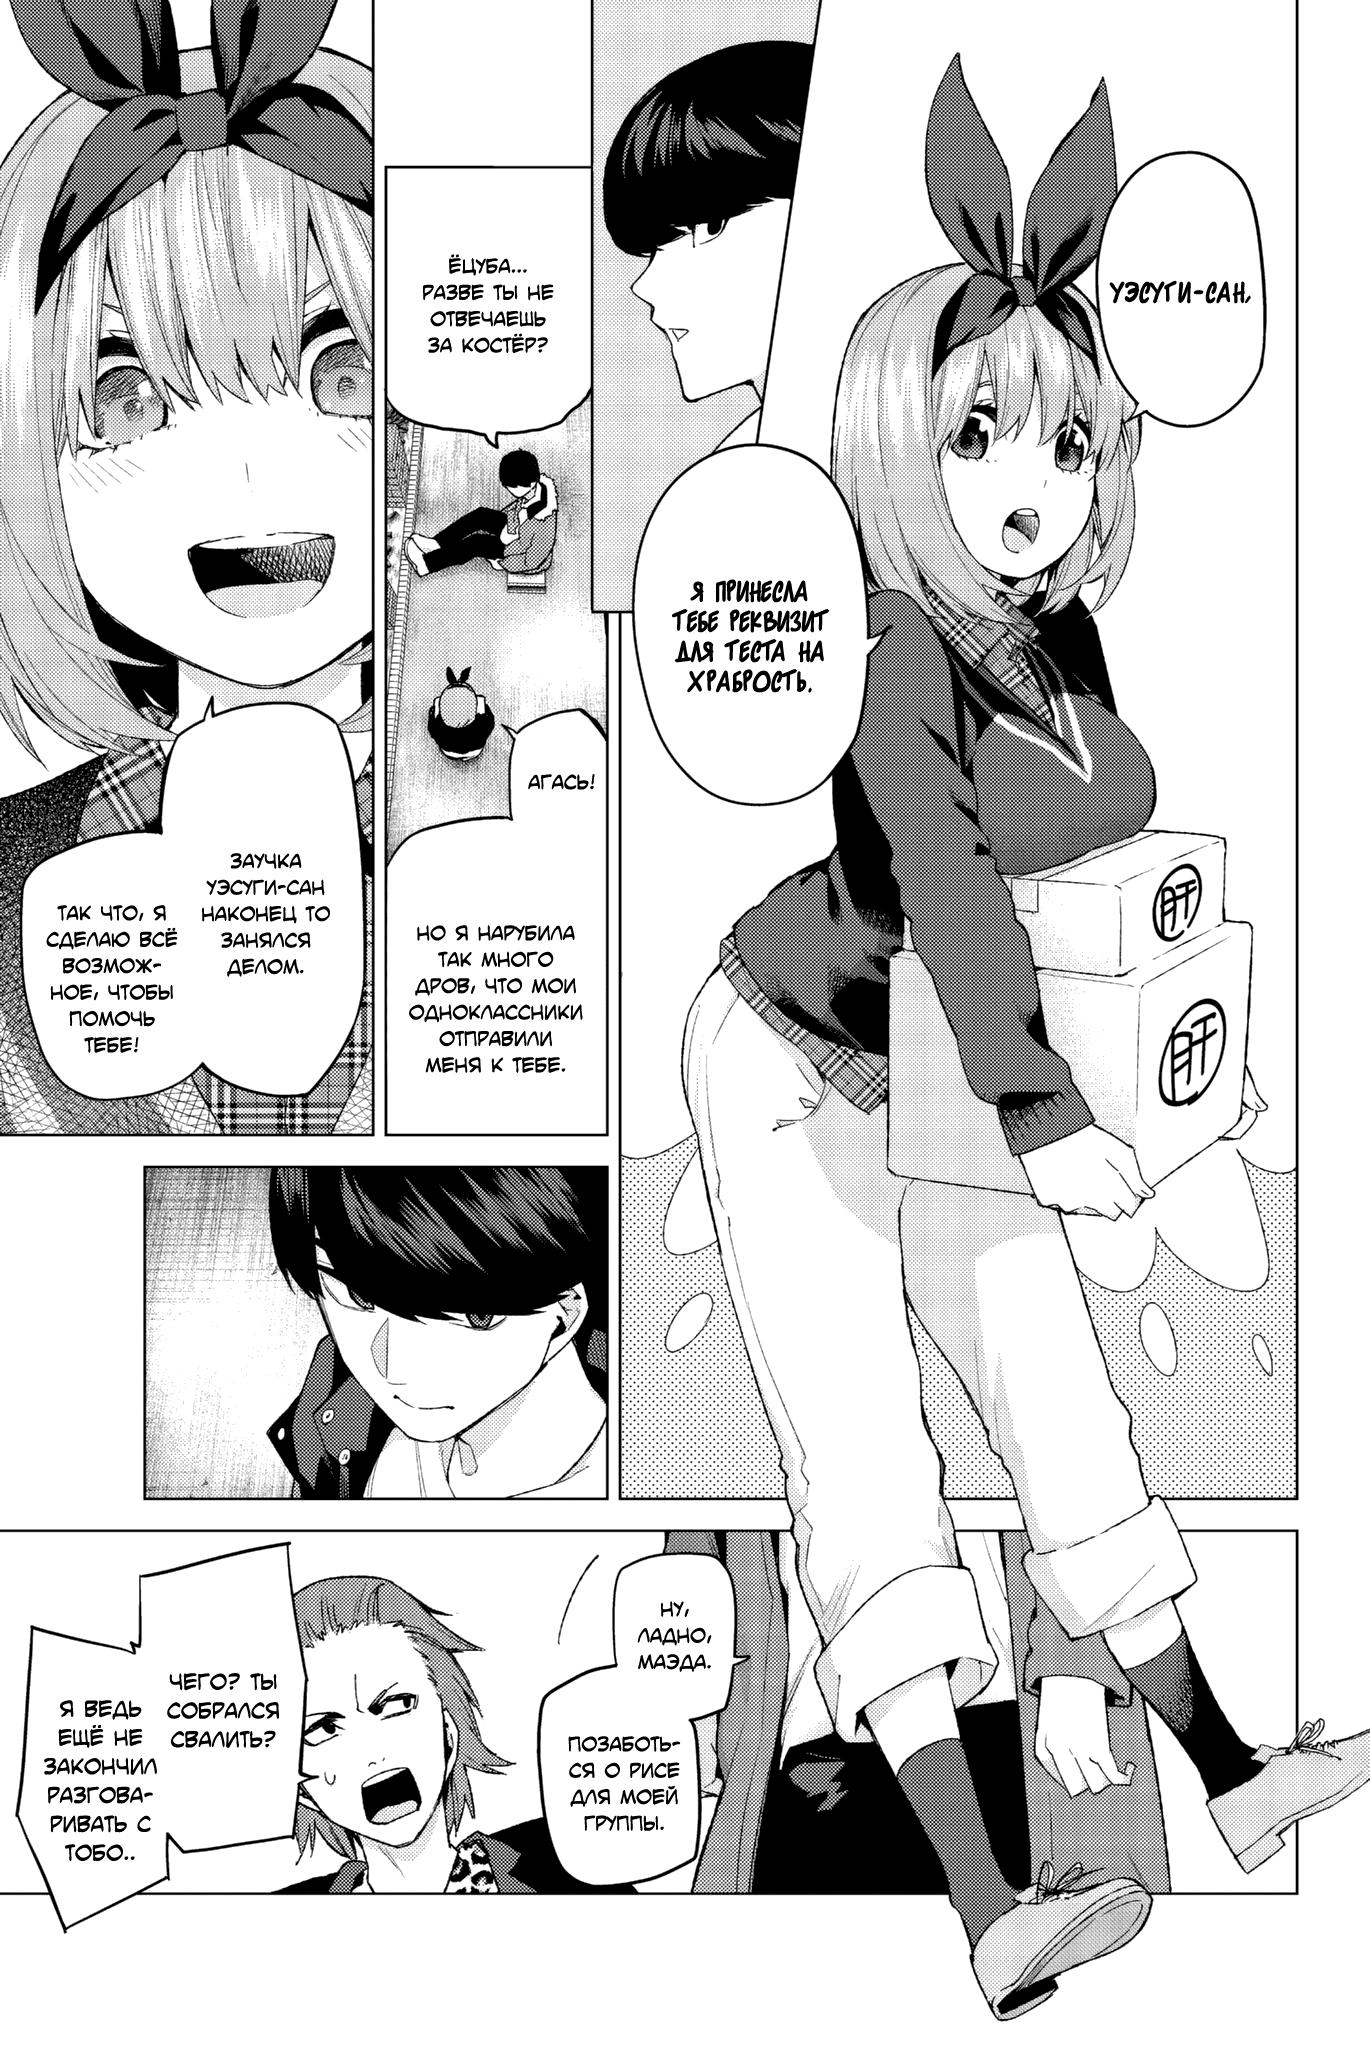 УЭСУГИ-САН,
Я ПРИНЕСЛА
ТЕБЕ РЕКВИЗИТ
ДЛЯ ТЕСТА НА
ХРАБРОСТЬ.
肝
肝
ЁЦУБА...
РАЗВЕ ТЫ НЕ
ОТВЕЧАЕШЬ
ЗА КОСТЁР?
АГАСЬ!
НО Я НАРУБИЛА
ТАК МНОГО
ДРОВ, ЧТО МОИ
ОДНОКЛАССНИКИ
ОТПРАВИЛИ
МЕНЯ К ТЕБЕ.
ЗАУЧКА
УЭСУГИ-САН
НАКОНЕЦ ТО
ЗАНЯЛСЯ
ДЕЛОМ.
ТАК ЧТО, Я
СДЕЛАЮ ВСЁ
ВОЗМОЖ-
НОЕ, ЧТОБЫ
ПОМОЧЬ
ТЕБЕ!
НУ,
ЛАДНО,
МАЭДА.
ПОЗАБОТЬ-
СЯ О РИСЕ
ДЛЯ МОЕЙ
ГРУППЫ.
ЧЕГО? ТЫ
СОБРАЛСЯ
СВАЛИТЬ?
Я ВЕДЬ
ЕЩЁ НЕ
ЗАКОНЧИЛ
РАЗГОВА-
РИВАТЬ С
ТОБО..